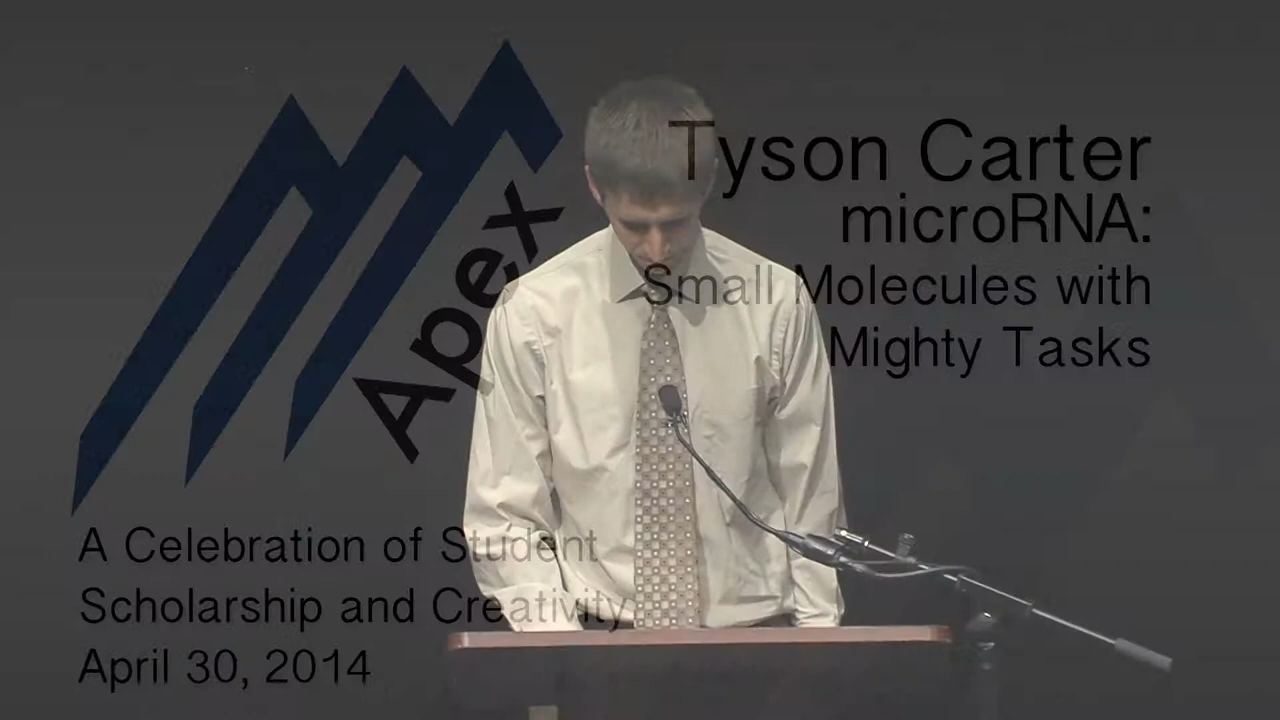 Apex
Tyson Carter
microRNA:
Small Molecules with
Mighty Tasks
A Celebration of Student
Scholarship and Creativity
April 30, 2014